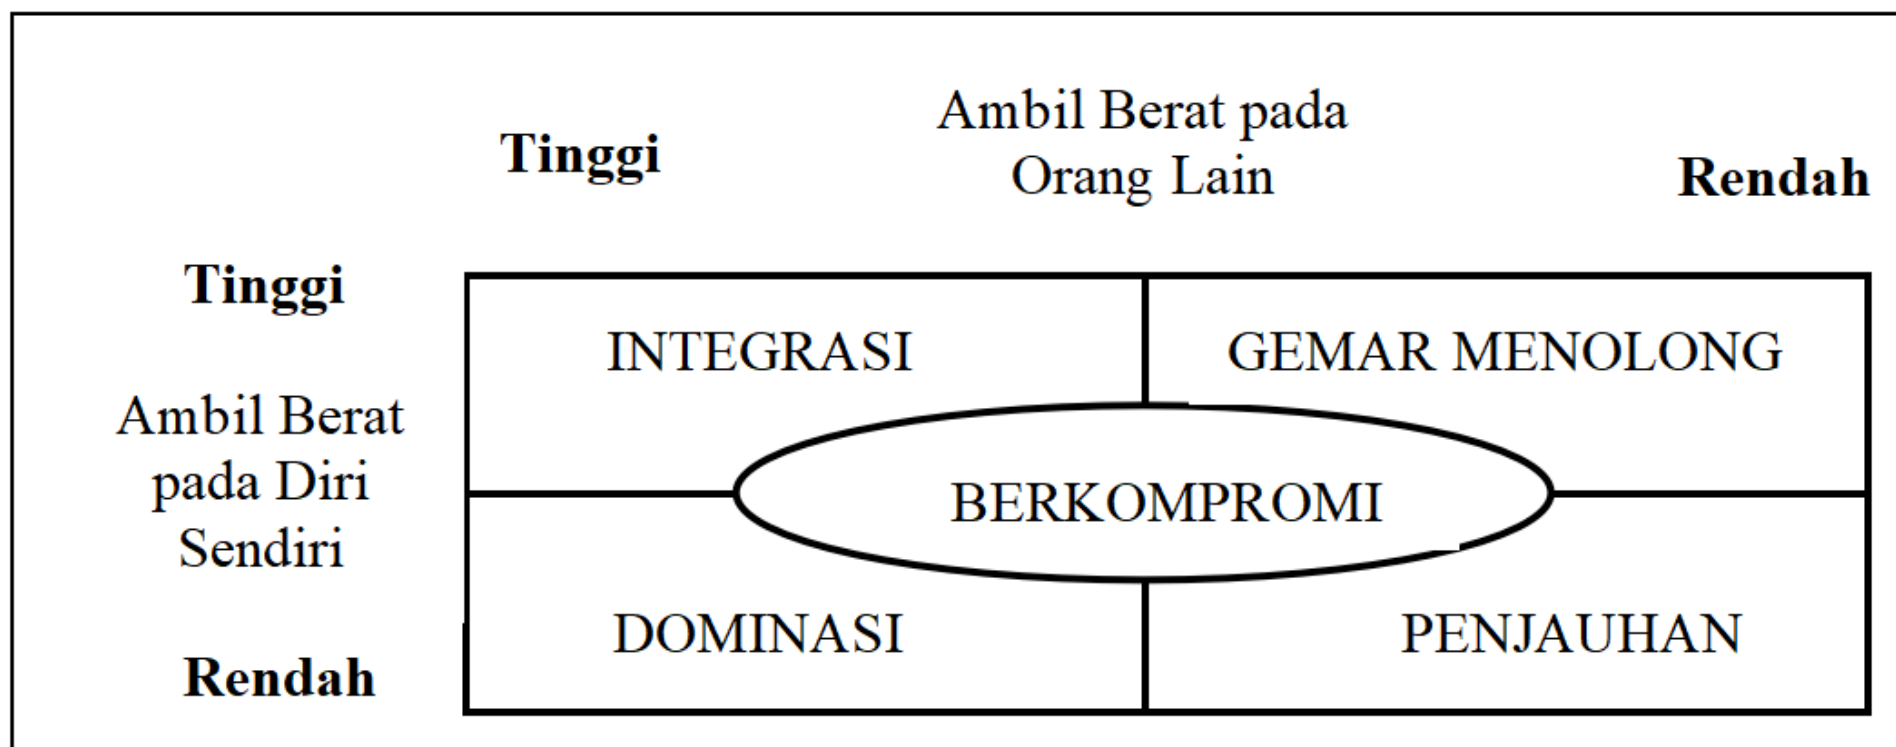 Ambil Berat pada
Orang Lain
Tinggi
Rendah
Tinggi
Ambil Berat
pada Diri
Sendiri
Rendah
INTEGRASI
GEMAR MENOLONG
BERKOMPROMI
DOMINASI
PENJAUHAN